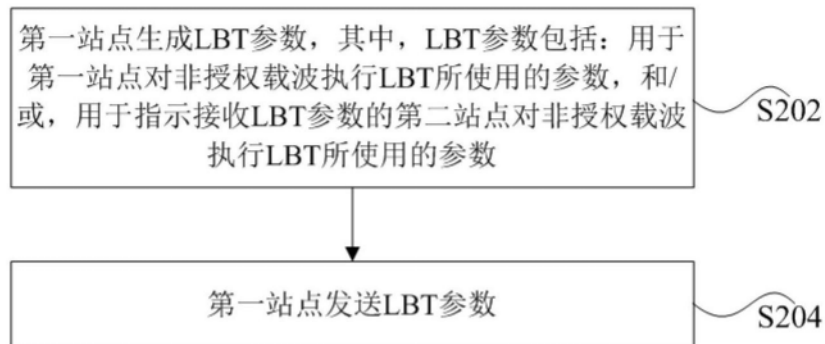 第一站点生成LBT参数，其中，LBT参数包括：用于
第一站点对非授权载波执行LBT所使用的参数，和/
或，用于指示接收LBT参数的第二站点对非授权载波
执行LBT所使用的参数
S202
第一站点发送LBT参数
S204